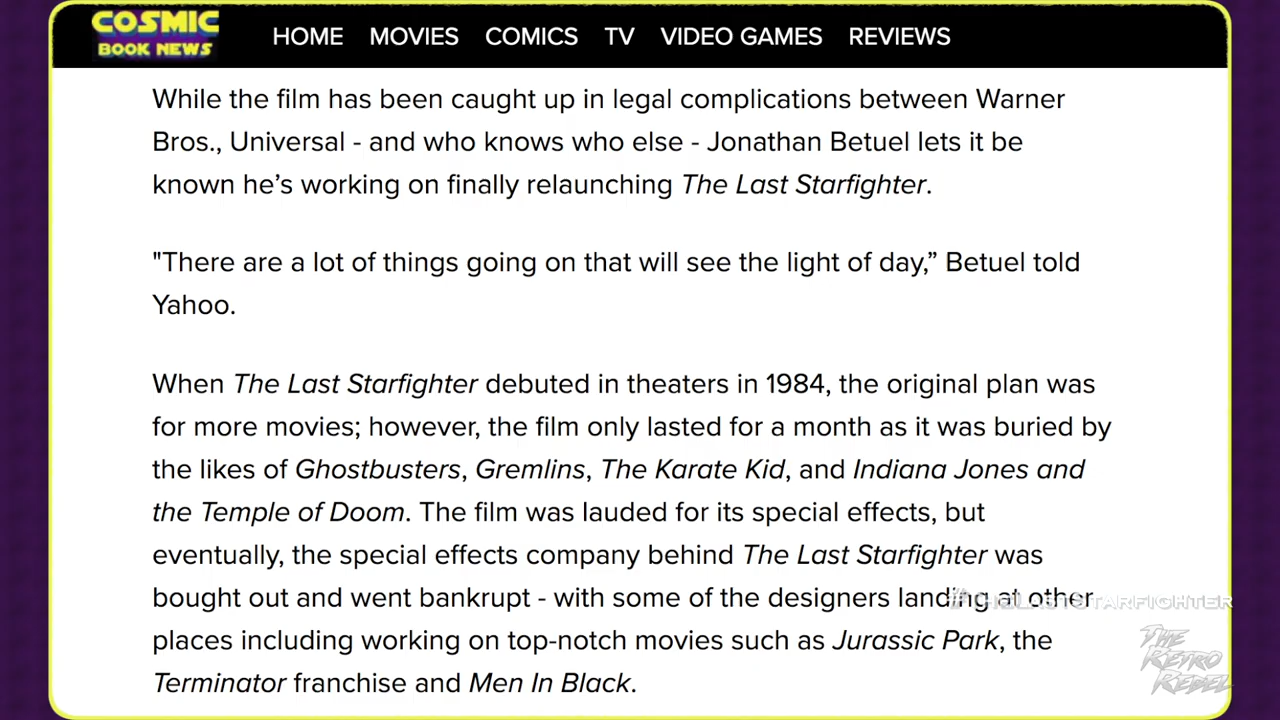 COSMIC
BOOK NEWS
HOME MOVIES COMICS TV VIDEO GAMES REVIEWS
While the film has been caught up in legal complications between Warner
Bros., Universal - and who knows who else - Jonathan Betuel lets it be
known he’s working on finally relaunching The Last Starfighter.
"There are a lot of things going on that will see the light of day,” Betuel told
Yahoo.
When The Last Starfighter debuted in theaters in 1984, the original plan was
for more movies; however, the film only lasted for a month as it was buried by
the likes of Ghostbusters, Gremlins, The Karate Kid, and Indiana Jones and
the Temple of Doom. The film was lauded for its special effects, but
eventually, the special effects company behind The Last Starfighter was
bought out and went bankrupt - with some of the designers landing at other
#THELASTSTARFIGHTER
places including working on top-notch movies such as Jurassic Park, the
Terminator franchise and Men In Black.
THE
RETRO
REBEL